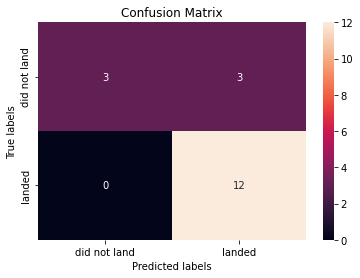 Confusion Matrix
did not land
landed
True labels
3 3
0 12
did not land landed
Predicted labels
12
10
8
6
4
2
0